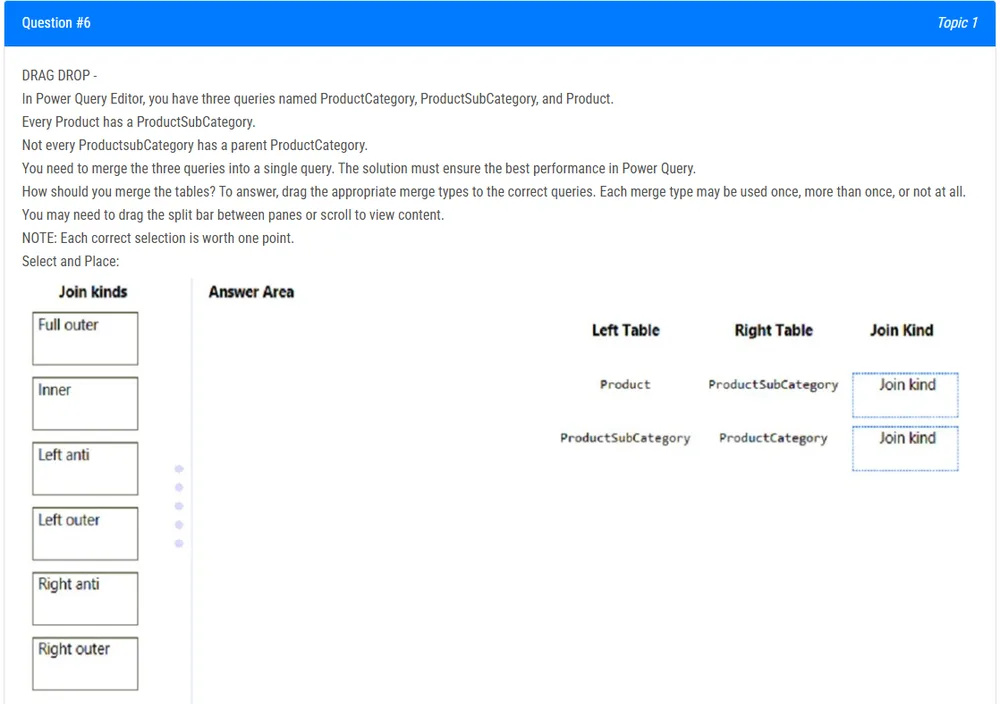 Question #6
Topic 1
DRAG DROP -
In Power Query Editor, you have three queries named ProductCategory, ProductSubCategory, and Product.
Every Product has a ProductSubCategory.
Not every ProductsubCategory has a parent ProductCategory.
You need to merge the three queries into a single query. The solution must ensure the best performance in Power Query.
How should you merge the tables? To answer, drag the appropriate merge types to the correct queries. Each merge type may be used once, more than once, or not at all.
You may need to drag the split bar between panes or scroll to view content.
NOTE: Each correct selection is worth one point.
Select and Place:
Join kinds
Full outer
Inner
Left anti
Left outer
Right anti
Right outer
Answer Area
Left Table Right Table Join Kind
Product ProductSubCategory Join kind
ProductSubCategory ProductCategory Join kind